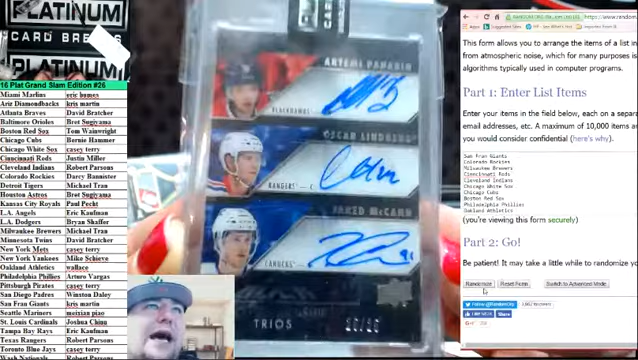 PLATINUM
CARD BREAKS
PLATINUM
16 Plat Grand Slam Edition #26
Miami Marlins eric humes
Ariz Diamondbacks kris martin
Atlanta Braves David Bratcher
Baltimore Orioles Bret Sugiyama
Boston Red Sox Tom Wainwright
Chicago Cubs Bernie Hammer
Chicago White Sox casey terry
Cincinnati Reds Justin Miller
Cleveland Indians Robert Parsons
Colorado Rockies Darcy Bannister
Detroit Tigers Michael Tran
Houston Astros Bret Sugiyama
Kansas City Royals Paul Pecht
L.A. Angels Eric Kaufman
L.A. Dodgers Bryan Shaffer
Milwaukee Brewers Michael Tran
Minnesota Twins David Bratcher
New York Mets casey terry
New York Yankees Mike Schieve
Oakland Athletics wallace
Philadelphia Phillies Arturo Vargas
Pittsburgh Pirates casey terry
San Diego Padres Winston Daley
San Fran Giants kris martin
Seattle Mariners meixian piao
St. Louis Cardinals Joshua China
Tampa Bay Rays Eric Kaufman
Texas Rangers Robert Parsons
Toronto Blue Jays casey terry
Wash Nationals
ARTEMI PANARIN
BLACKHAWKS
OSCAR LINDBERG
RANGERS
JARED McCANN
CANUCKS
91
TRIOS
This form allows you to arrange the items of a list in
from atmospheric noise, which for many purposes is
algorithms typically used in computer programs.
Part 1: Enter List Items
Enter your items in the field below, each on a separa
email addresses, etc. A maximum of 10,000 items ar
you would consider confidential (here's why).
San Fran Giants
Colorado Rockies
Milwaukee Brewers
Cincinnati Reds
Cleveland Indians
Chicago White Sox
Chicago Cubs
Boston Red Sox
Philadelphia Phillies
Oakland Athletics
(you're viewing this form securely)
Part 2: Go!
Be patient! It may take a little while to randomize yo
Randomize Reset Form Switch to Advanced Mode